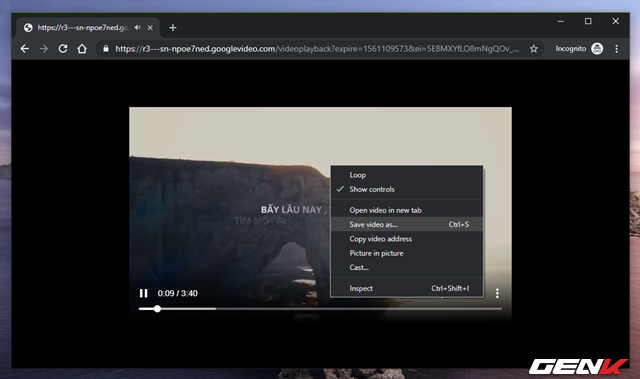 https://r3---sn-npoe7ned.go
https://r3---sn-npoe7ned.googlevideo.com/videoplayback?expire=1561109573&ei=5E8MXYfLO8mNgQOv_...
Incognito
Loop
Show controls
BẤY LÂU NAY ,
Open video in new tab
Save video as... Ctrl+S
Copy video address
Picture in picture
Cast...
Inspect Ctrl+Shift+I
0:09 / 3:40
GENK